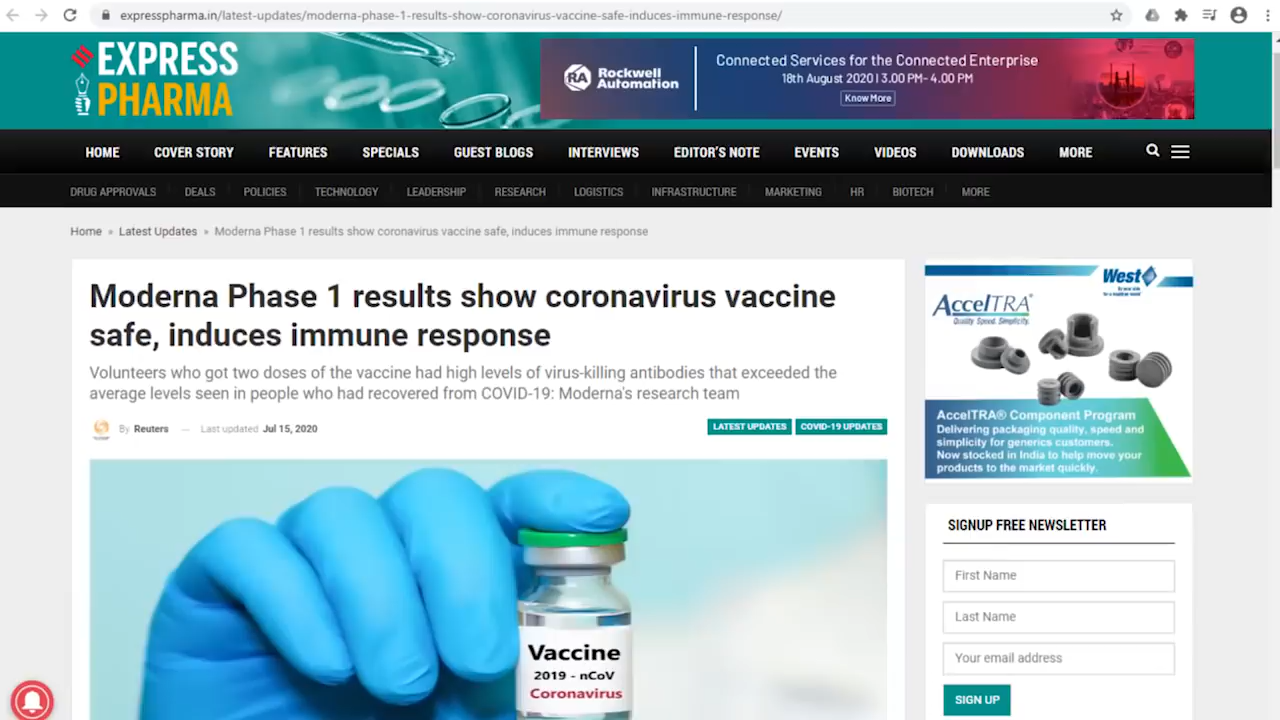 expresspharma.in/latest-updates/moderna-phase-1-results-show-coronavirus-vaccine-safe-induces-immune-response/
EXPRESS
PHARMA
RA Rockwell
Automation
Connected Services for the Connected Enterprise
18th August 2020 | 3.00 PM- 4.00 PM
Know More
HOME COVER STORY FEATURES SPECIALS GUEST BLOGS INTERVIEWS EDITOR'S NOTE EVENTS VIDEOS DOWNLOADS MORE
DRUG APPROVALS DEALS POLICIES TECHNOLOGY LEADERSHIP RESEARCH LOGISTICS INFRASTRUCTURE MARKETING HR BIOTECH MORE
Home » Latest Updates » Moderna Phase 1 results show coronavirus vaccine safe, induces immune response
Moderna Phase 1 results show coronavirus vaccine
safe, induces immune response
Volunteers who got two doses of the vaccine had high levels of virus-killing antibodies that exceeded the
average levels seen in people who had recovered from COVID-19: Moderna's research team
By Reuters — Last updated Jul 15, 2020
LATEST UPDATES COVID-19 UPDATES
Vaccine
2019 - nCoV
Coronavirus
West
AccelTRA®
Quality. Speed. Simplicity.
AccelTRA® Component Program
Delivering packaging quality, speed and
simplicity for generics customers.
Now stocked in India to help move your
products to the market quickly.
SIGNUP FREE NEWSLETTER
First Name
Last Name
Your email address
SIGN UP